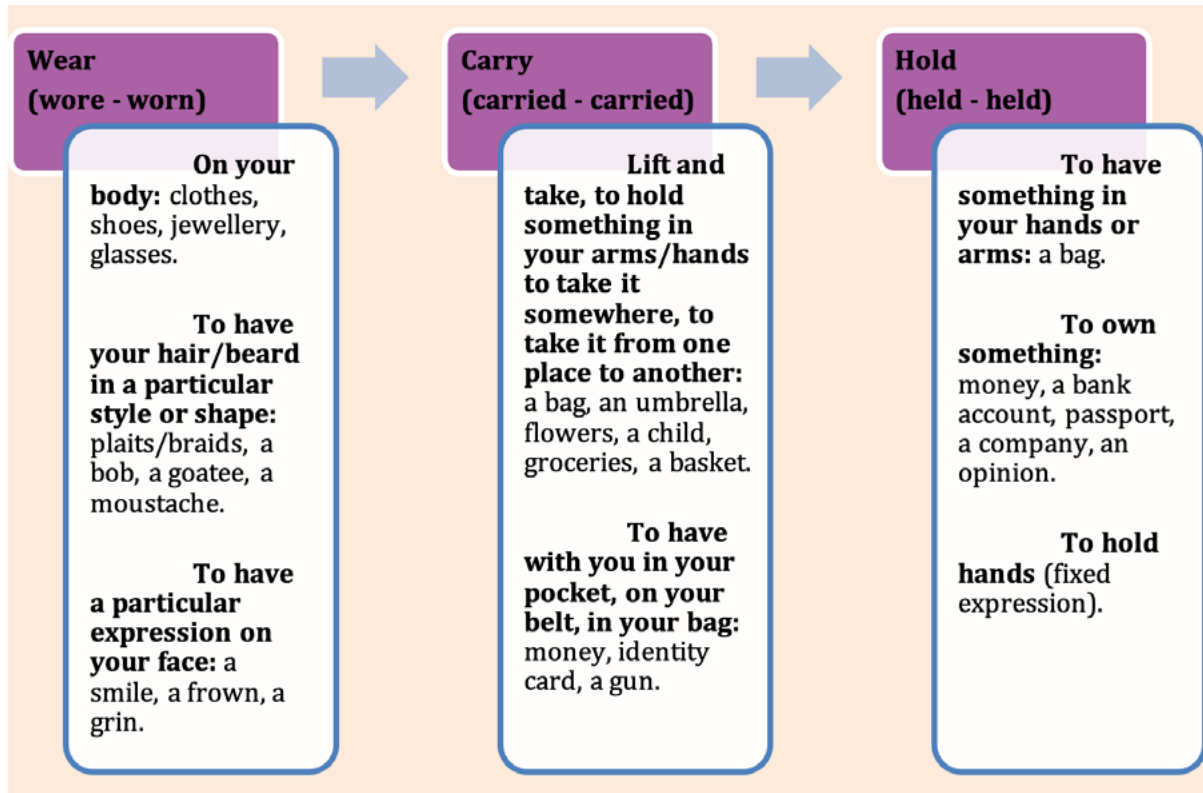 Wear
(wore - worn)
On your
body: clothes,
shoes, jewellery,
glasses.
To have
your hair/beard
in a particular
style or shape:
plaits/braids, a
bob, a goatee, a
moustache.
To have
a particular
expression on
your face: a
smile, a frown, a
grin.
Carry
(carried - carried)
Lift and
take, to hold
something in
your arms/hands
to take it
somewhere, to
take it from one
place to another:
a bag, an umbrella,
flowers, a child,
groceries, a basket.
To have
with you in your
pocket, on your
belt, in your bag:
money, identity
card, a gun.
Hold
(held - held)
To have
something in
your hands or
arms: a bag.
To own
something:
money, a bank
account, passport,
a company, an
opinion.
To hold
hands (fixed
expression).